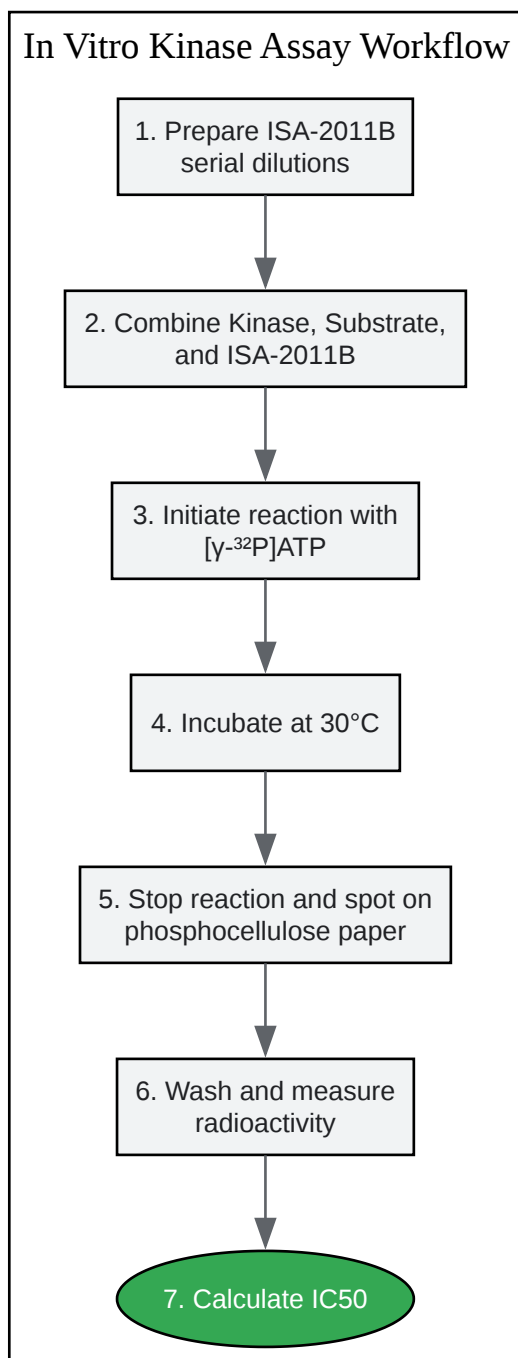 In Vitro Kinase Assay Workflow
1. Prepare ISA-2011B
serial dilutions
2. Combine Kinase, Substrate,
and ISA-2011B
3. Initiate reaction with
[γ-³²P]ATP
4. Incubate at 30°C
5. Stop reaction and spot on
phosphocellulose paper
6. Wash and measure
radioactivity
7. Calculate IC50